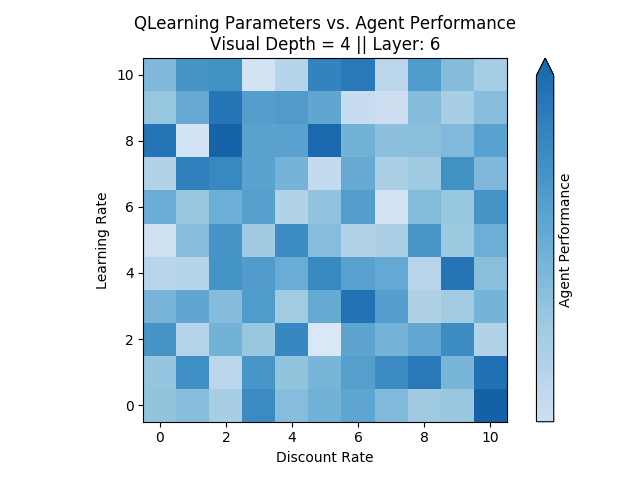 QLearning Parameters vs. Agent Performance
Visual Depth = 4 || Layer: 6
10
8
6
4
2
0
Learning Rate
0 2 4 6 8 10
Discount Rate
Agent Performance